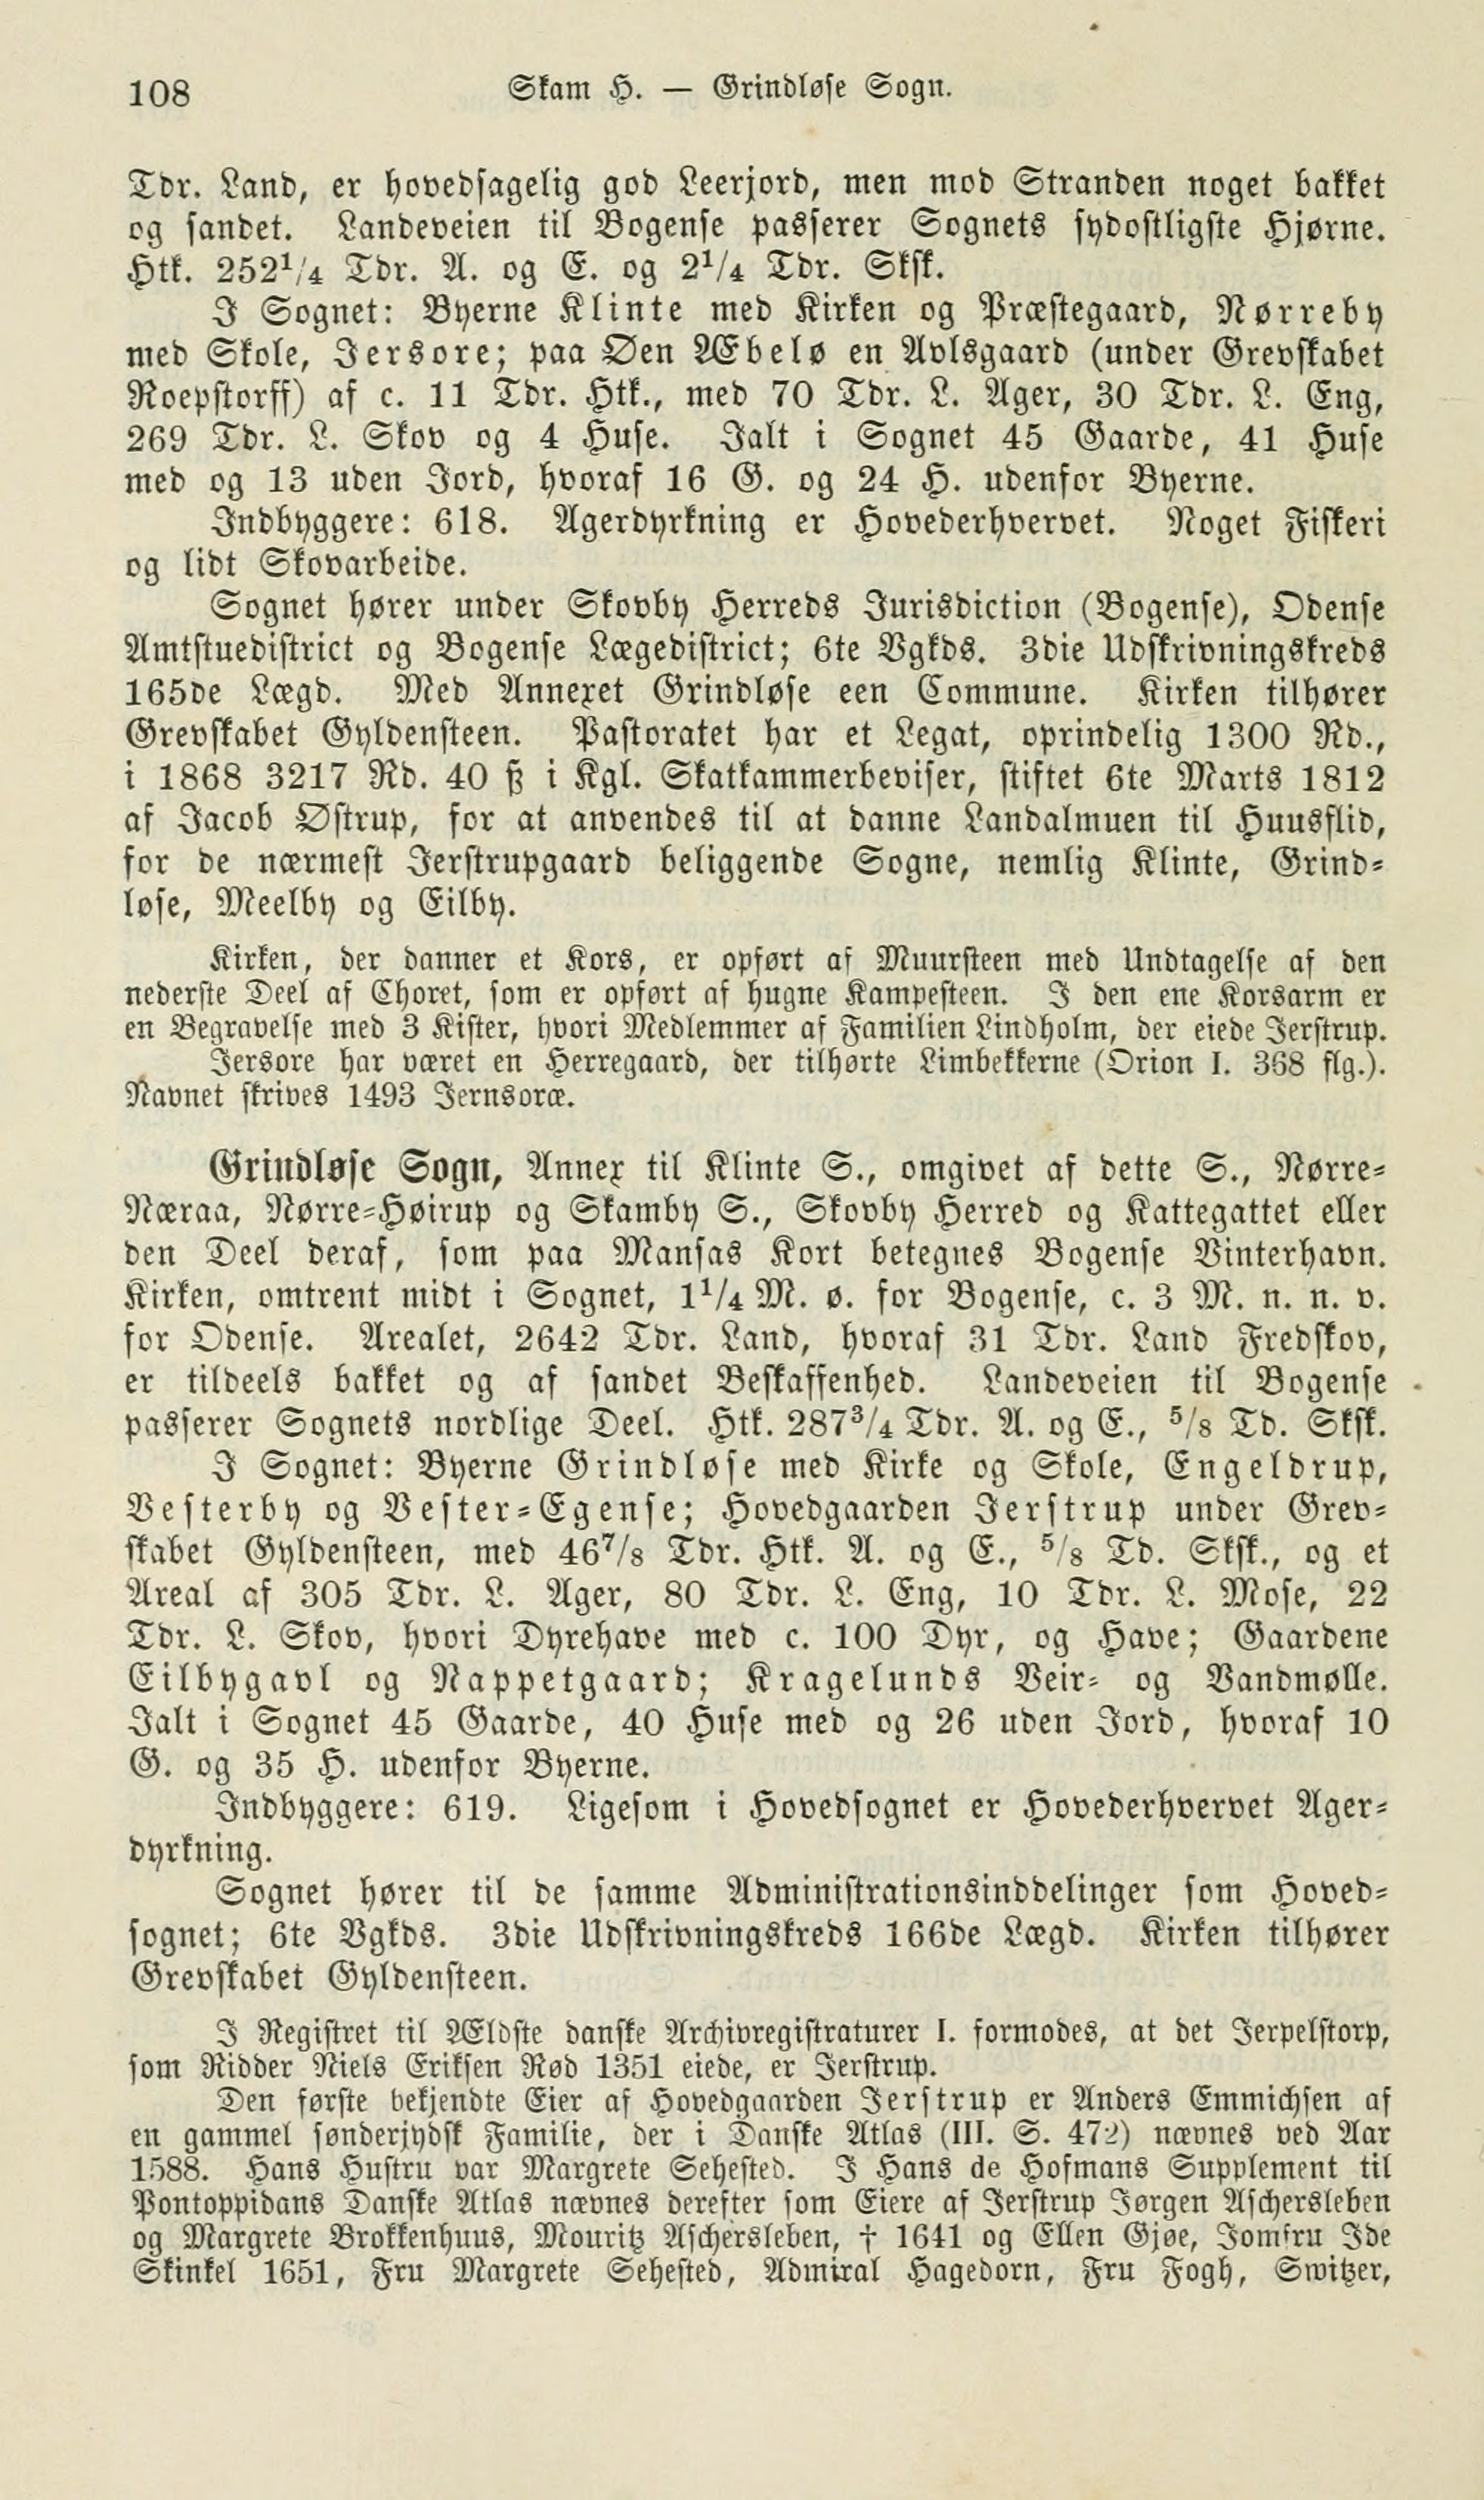 108
Skam H. — Grindløse Sogn.
Tdr. Land, er hovedsagelig god Leerjord, men mod Stranden noget bakket
og sandet. Landeveien til Bogense passerer Sognets sydostligste Hjørne.
Htk. 252¹/₄ Tdr. A. og E. og 2¹/₄ Tdr. Sksk.
I Sognet: Byerne Klinte med Kirken og Præstegaard, Nørreby
med Skole, Jersore; paa Øen Æbelø en Avlsgaard (under Grevskabet
Roepstorff) af c. 11 Tdr. Htk., med 70 Tdr. L. Ager, 30 Tdr. L. Eng,
269 Tdr. L. Skov og 4 Huse. Ialt i Sognet 45 Gaarde, 41 Huse
med og 13 uden Jord, hvoraf 16 G. og 24 H. udenfor Byerne.
Indbyggere: 618. Agerdyrkning er Hovederhvervet. Noget Fiskeri
og lidt Skovarbeide.
Sognet hører under Skovby Herreds Jurisdiction (Bogense), Odense
Amtstuedistrict og Bogense Lægedistrict; 6te Vgkds. 3die Udskrivningskreds
165de Lægd. Med Annexet Grindløse een Commune. Kirken tilhører
Grevskabet Gyldensteen. Pastoratet har et Legat, oprindelig 1300 Rd.,
i 1868 3217 Rd. 40 ß i Kgl. Skatkammerbeviser, stiftet 6te Marts 1812
af Jacob Østrup, for at anvendes til at danne Landalmuen til Huusflid,
for de nærmest Jerstrupgaard beliggende Sogne, nemlig Klinte, Grind-
løse, Meelby og Eilby.
Kirken, der danner et Kors, er opført af Muursteen med Undtagelse af den
nederste Deel af Choret, som er opført af hugne Kampesteen. I den ene Korsarm er
en Begravelse med 3 Kister, hvori Medlemmer af Familien Lindholm, der eiede Jerstrup.
Jersore har været en Herregaard, der tilhørte Limbekkerne (Orion I. 368 flg.).
Navnet skrives 1493 Jernsoræ.
Grindløse Sogn, Annex til Klinte S., omgivet af dette S., Nørre-
Næraa, Nørre-Høirup og Skamby S., Skovby Herred og Kattegattet eller
den Deel deraf, som paa Mansas Kort betegnes Bogense Vinterhavn.
Kirken, omtrent midt i Sognet, 1¹/₄ M. ø. for Bogense, c. 3 M. n. n. v.
for Odense. Arealet, 2642 Tdr. Land, hvoraf 31 Tdr. Land Fredskov,
er tildeels bakket og af sandet Beskaffenhed. Landeveien til Bogense
passerer Sognets nordlige Deel. Htk. 287³/₄ Tdr. A. og E., ⁵/₈ Td. Sksk.
I Sognet: Byerne Grindløse med Kirke og Skole, Engeldrup,
Vesterby og Vester-Egense; Hovedgaarden Jerstrup under Grev-
skabet Gyldensteen, med 46⁷/₈ Tdr. Htk. A. og E., ⁵/₈ Td. Sksk., og et
Areal af 305 Tdr. L. Ager, 80 Tdr. L. Eng, 10 Tdr. L. Mose, 22
Tdr. L. Skov, hvori Dyrehave med c. 100 Dyr, og Have; Gaardene
Eilbygavl og Nappetgaard; Kragelunds Veir- og Vandmølle.
Ialt i Sognet 45 Gaarde, 40 Huse med og 26 uden Jord, hvoraf 10
G. og 35 H. udenfor Byerne.
Indbyggere: 619. Ligesom i Hovedsognet er Hovederhvervet Ager-
dyrkning.
Sognet hører til de samme Administrationsinddelinger som Hoved-
sognet; 6te Vgkds. 3die Udskrivningskreds 166de Lægd. Kirken tilhører
Grevskabet Gyldensteen.
I Registret til Ældste danske Archivregistraturer I. formodes, at det Jerpelstorp,
som Ridder Niels Eriksen Rød 1351 eiede, er Jerstrup.
Den første bekjendte Eier af Hovedgaarden Jerstrup er Anders Emmichsen af
en gammel sønderjydsk Familie, der i Danske Atlas (III. S. 472) nævnes ved Aar
1588. Hans Hustru var Margrete Sehested. I Hans de Hofmans Supplement til
Pontoppidans Danske Atlas nævnes derefter som Eiere af Jerstrup Jørgen Aschersleben
og Margrete Brokkenhuus, Mouritz Aschersleben, † 1641 og Ellen Gjøe, Jomfru Ide
Skinkel 1651, Fru Margrete Sehested, Admiral Hagedorn, Fru Fogh, Switzer,